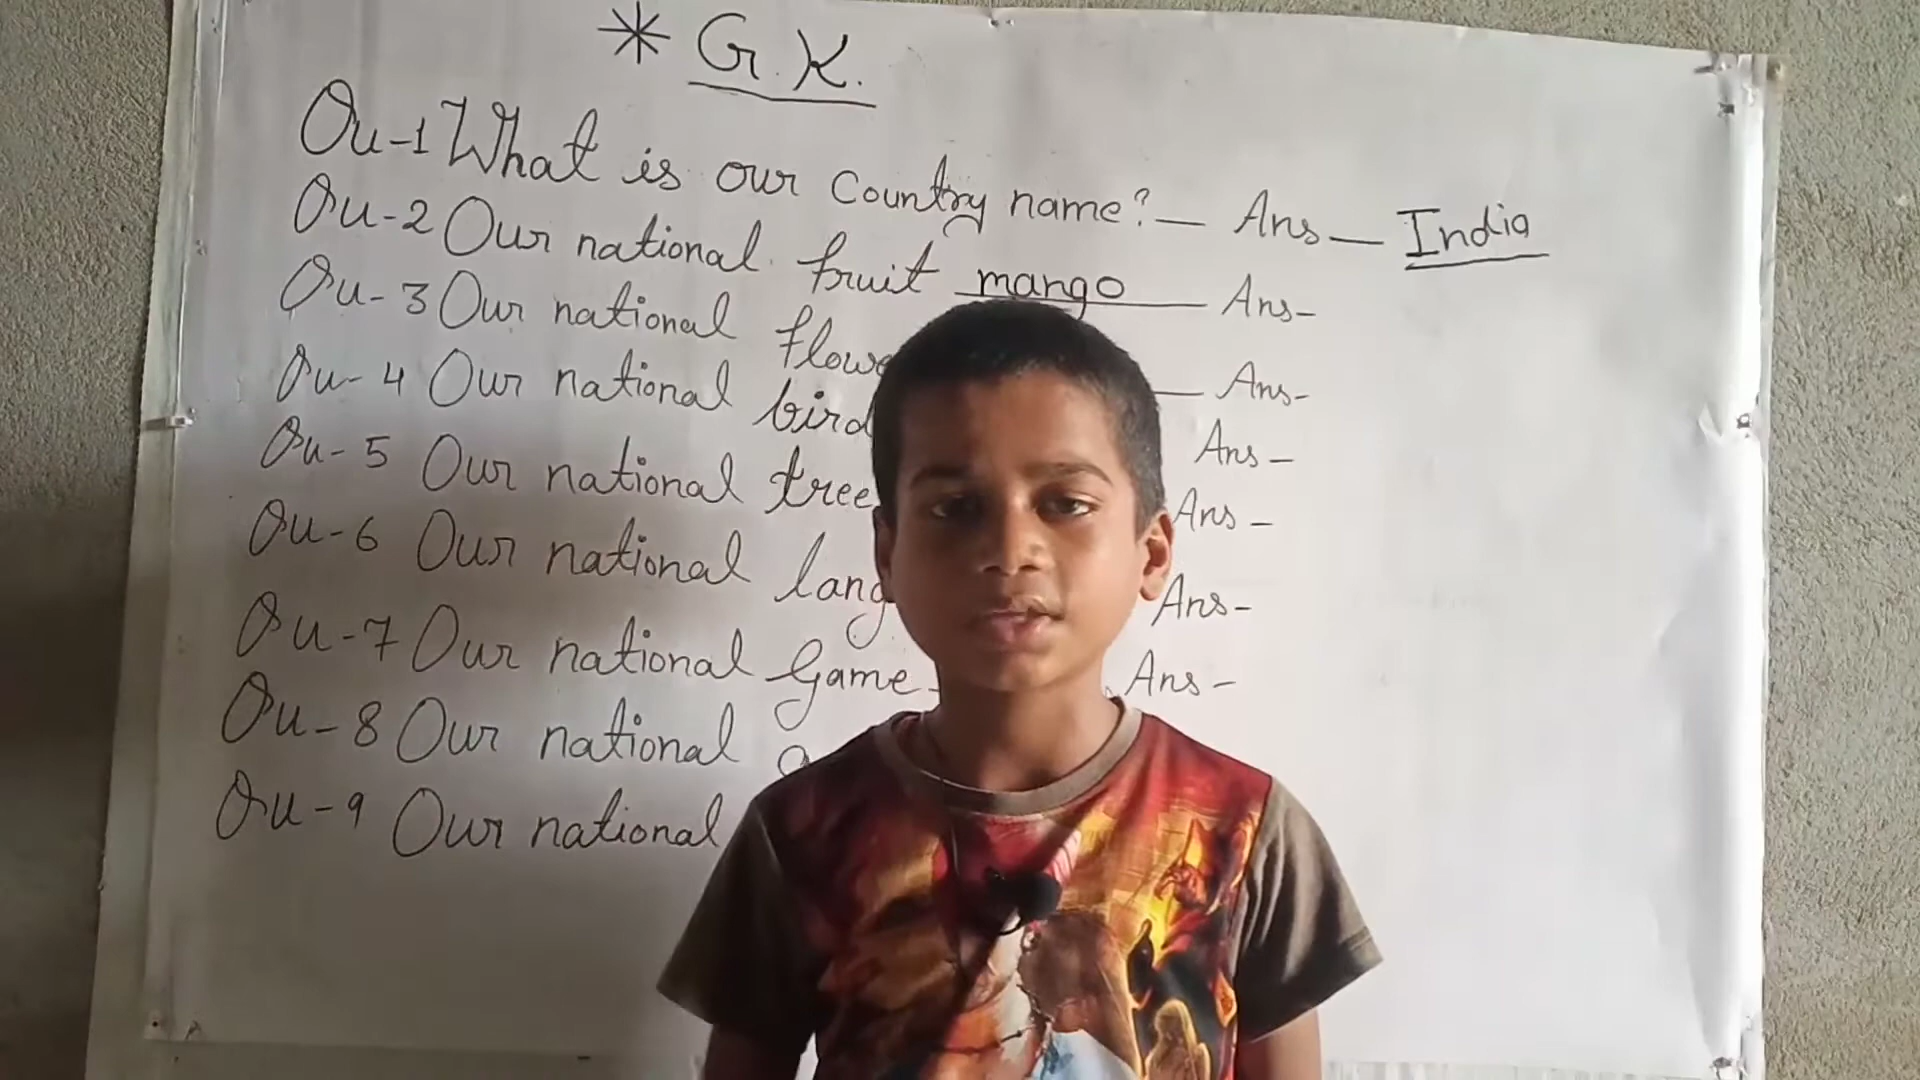 * G.K.
Qu-1 What is our Country name? — Ans — India
Qu-2 Our national fruit mango Ans-
Qu-3 Our national Ans-
Qu-4 Our national bird Ans-
Qu-5 Our national tree Ans-
Qu-6 Our national Ans-
Qu-7 Our national Game Ans-
Qu-8 Our national
Qu-9 Our national